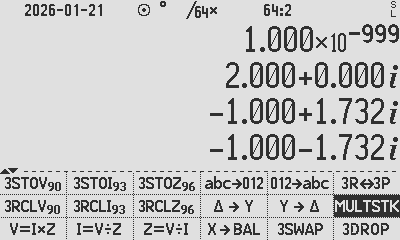 2026-01-21 ⊙ ° ∕64× 64:2 S L
1.000×10⁻⁹⁹⁹
2.000+0.000i
-1.000+1.732i
-1.000-1.732i
3STOV₉₀ 3STOI₉₃ 3STOZ₉₆ abc→012 012→abc 3R↔3P
3RCLV₉₀ 3RCLI₉₃ 3RCLZ₉₆ Δ → Y Y → Δ MULTSTK
V=I×Z I=V÷Z Z=V÷I X → BAL 3SWAP 3DROP